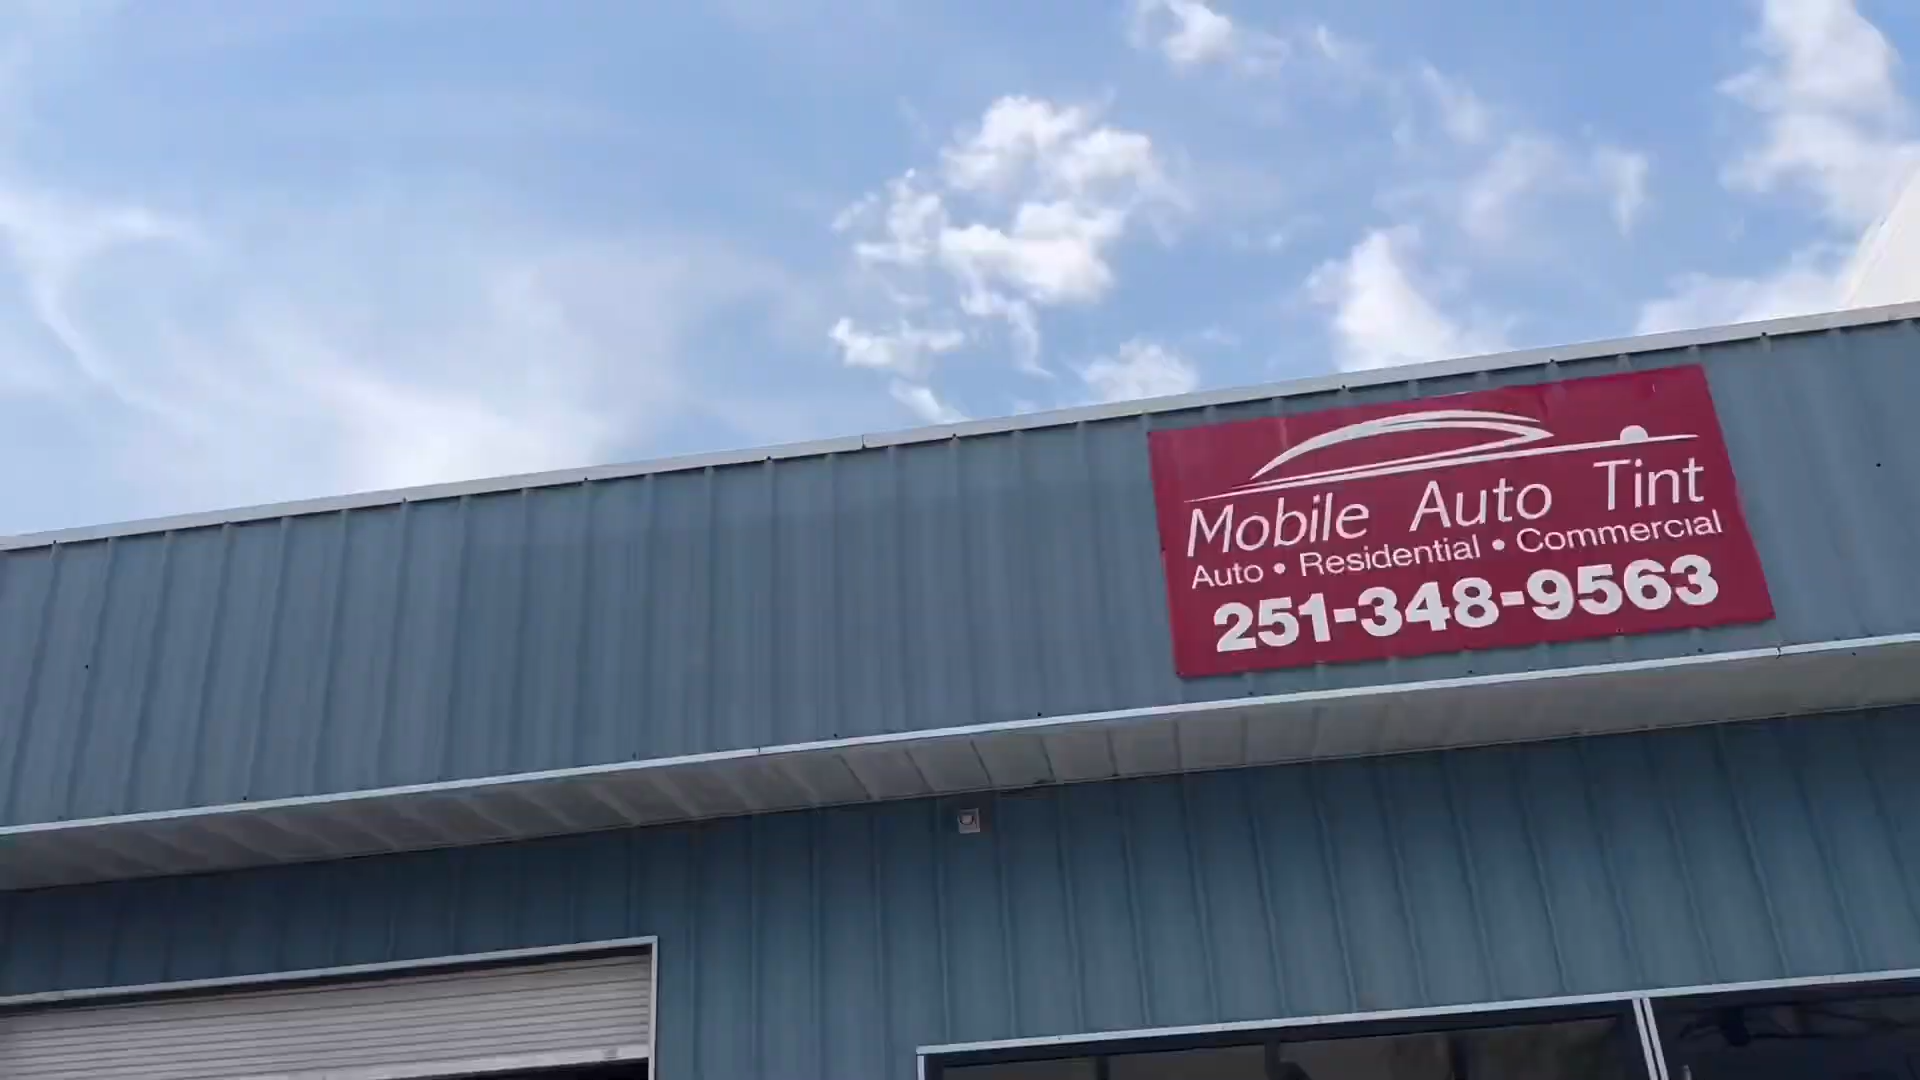 Mobile Auto Tint
Auto • Residential • Commercial
251-348-9563